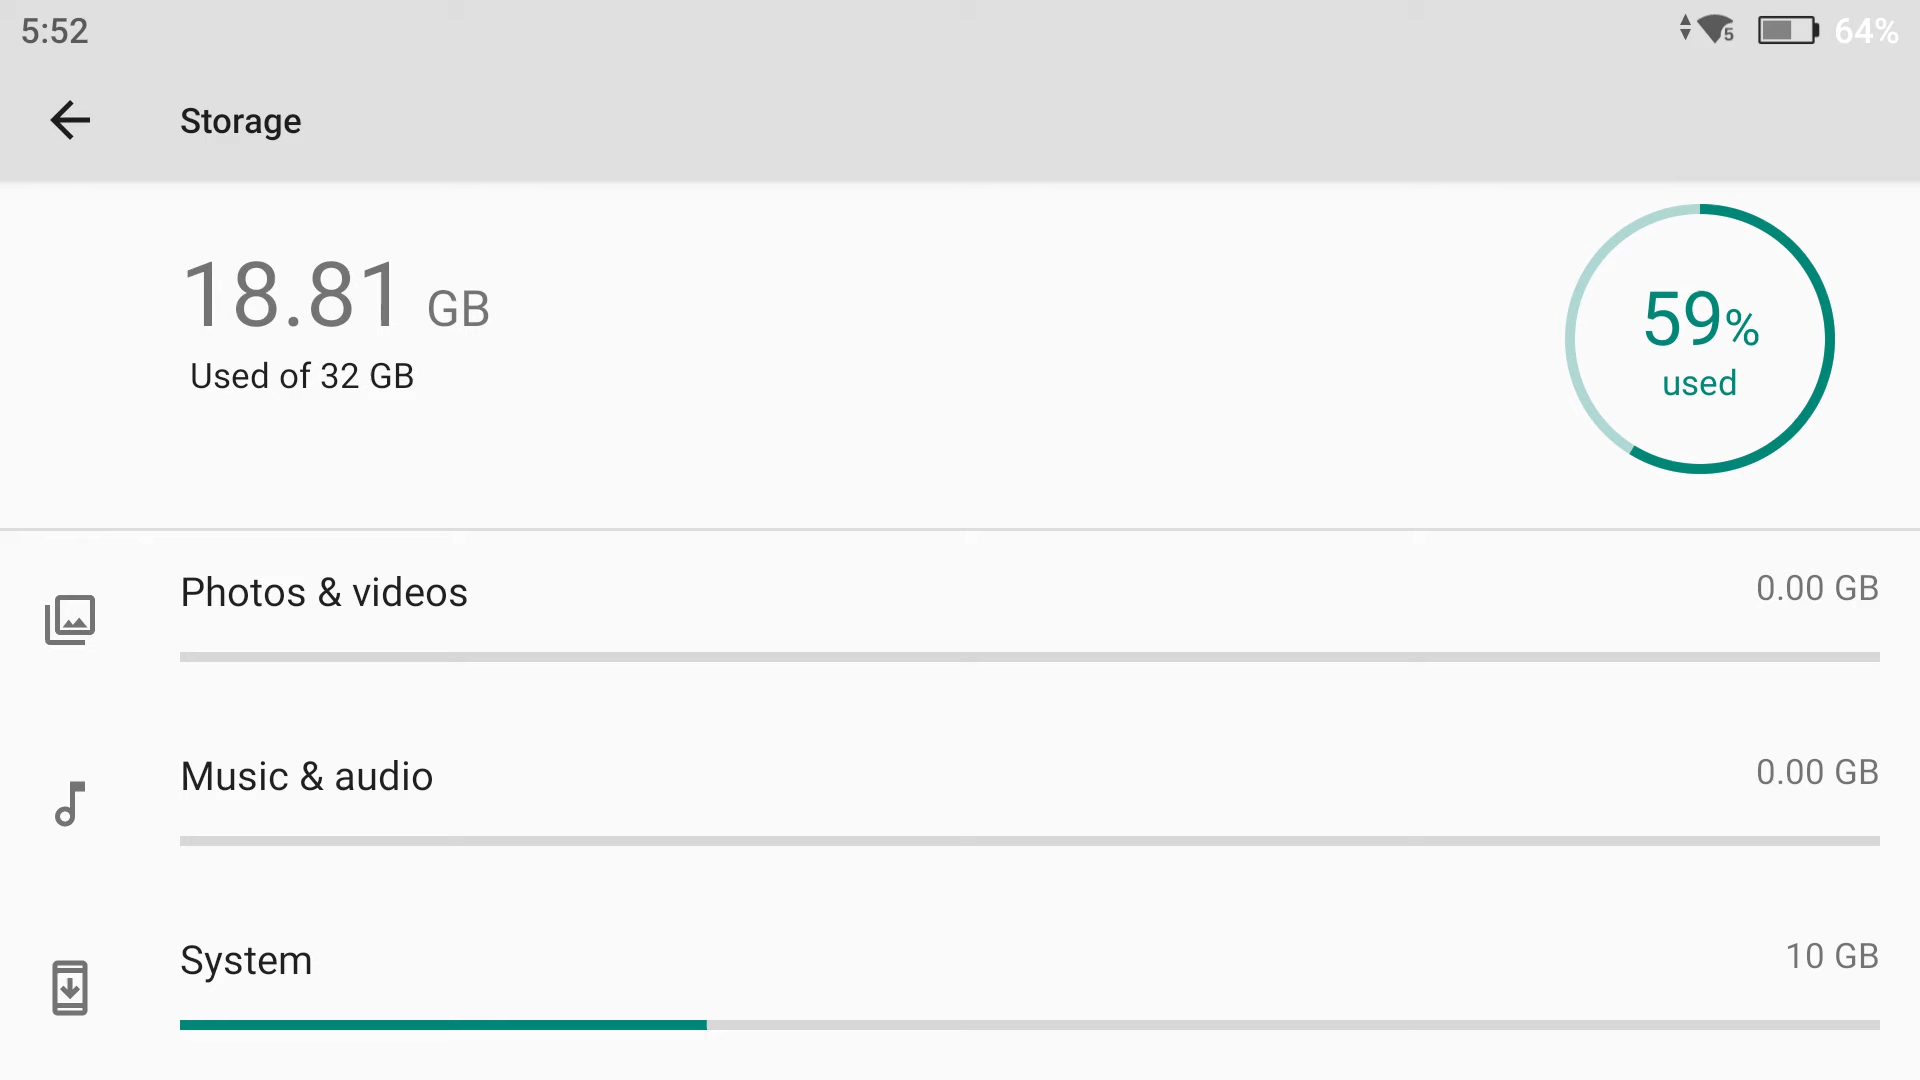 5:52
5
64%
Storage
18.81 GB
Used of 32 GB
59%
used
Photos & videos
0.00 GB
Music & audio
0.00 GB
System
10 GB